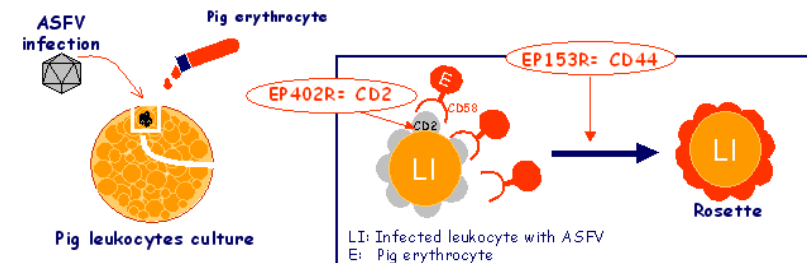 ASFV
infection
Pig erythrocyte
Pig leukocytes culture
EP402R= CD2
EP153R= CD44
E
CD58
CD2
LI
LI
Rosette
LI: Infected leukocyte with ASFV
E: Pig erythrocyte